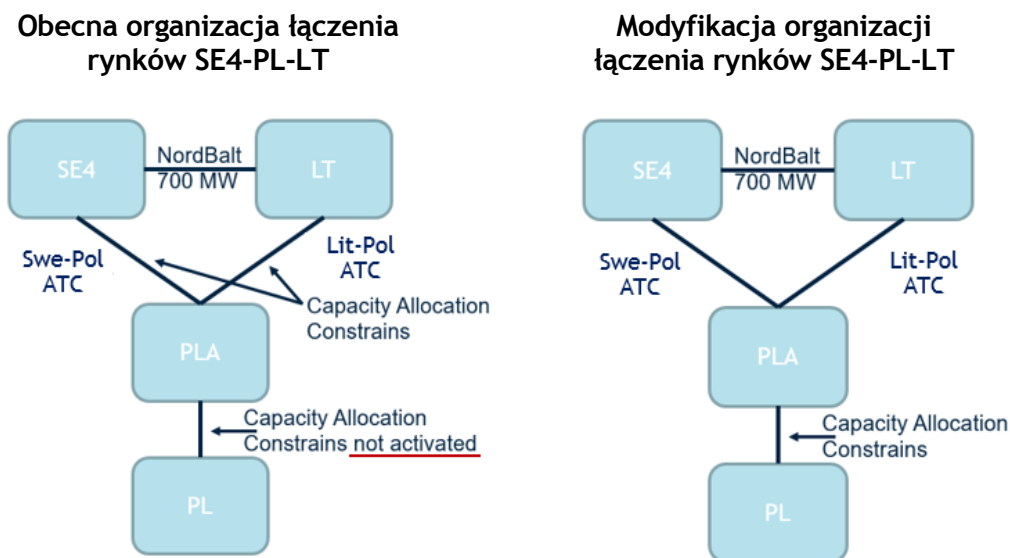 Obecna organizacja łączenia
rynków SE4-PL-LT
SE4
NordBalt
700 MW
LT
Swe-Pol
ATC
Lit-Pol
ATC
Capacity Allocation
Constrains
PLA
Capacity Allocation
Constrains not activated
PL
Modyfikacja organizacji
łączenia rynków SE4-PL-LT
SE4
NordBalt
700 MW
LT
Swe-Pol
ATC
Lit-Pol
ATC
PLA
Capacity Allocation
Constrains
PL